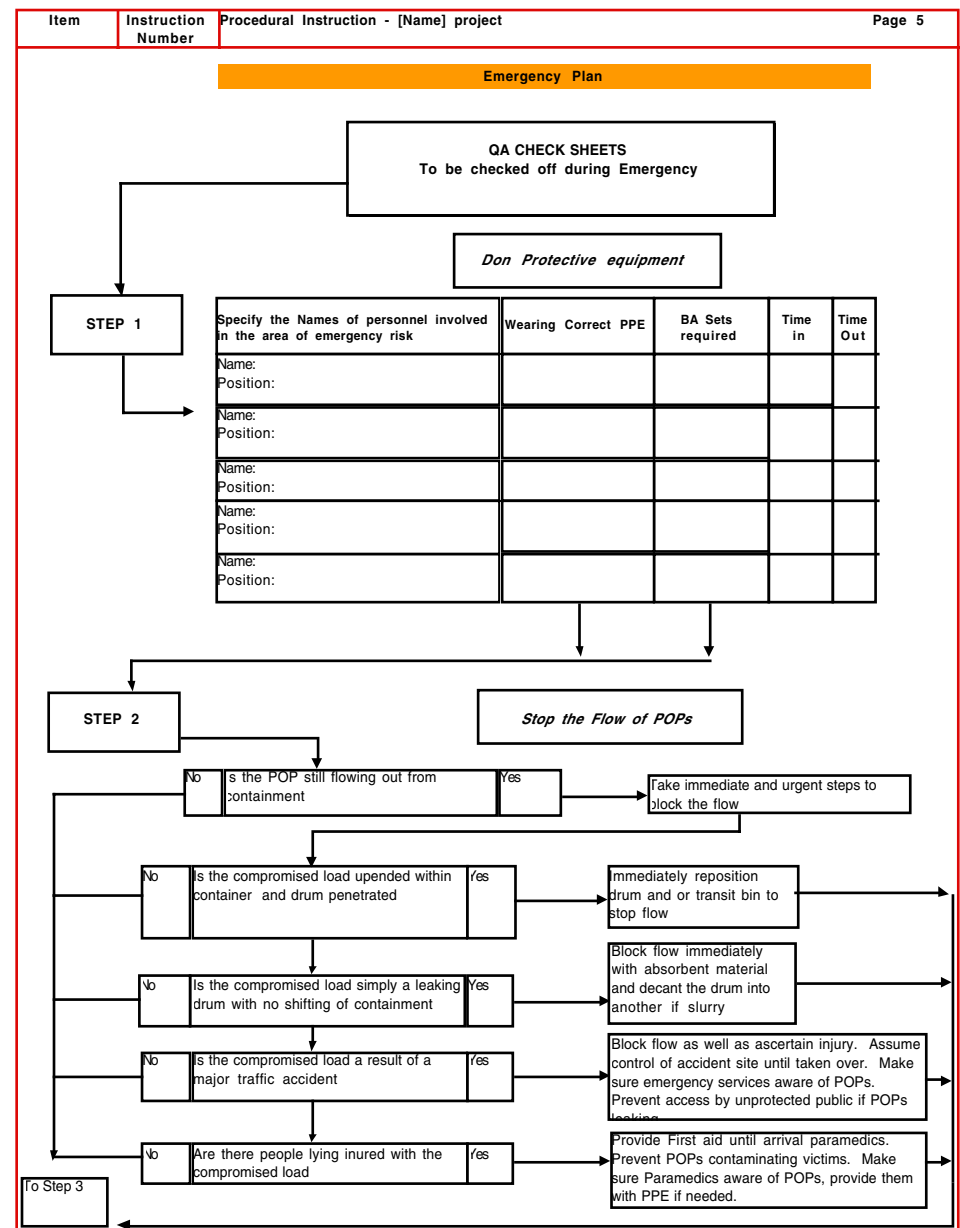 Item Instruction Procedural Instruction - [Name] project Page 5
Number
Emergency Plan
QA CHECK SHEETS
To be checked off during Emergency
Don Protective equipment
STEP 1
Specify the Names of personnel involved
in the area of emergency risk
Wearing Correct PPE
BA Sets
required
Time
in
Time
Out
Name:
Position:
Name:
Position:
Name:
Position:
Name:
Position:
Name:
Position:
STEP 2
Stop the Flow of POPs
No
Is the POP still flowing out from
containment
Yes
Take immediate and urgent steps to
block the flow
No
Is the compromised load upended within
container and drum penetrated
Yes
Immediately reposition
drum and or transit bin to
stop flow
No
Is the compromised load simply a leaking
drum with no shifting of containment
Yes
Block flow immediately
with absorbent material
and decant the drum into
another if slurry
No
Is the compromised load a result of a
major traffic accident
Yes
Block flow as well as ascertain injury. Assume
control of accident site until taken over. Make
sure emergency services aware of POPs.
Prevent access by unprotected public if POPs
leaking
No
Are there people lying inured with the
compromised load
Yes
Provide First aid until arrival paramedics.
Prevent POPs contaminating victims. Make
sure Paramedics aware of POPs, provide them
with PPE if needed.
To Step 3